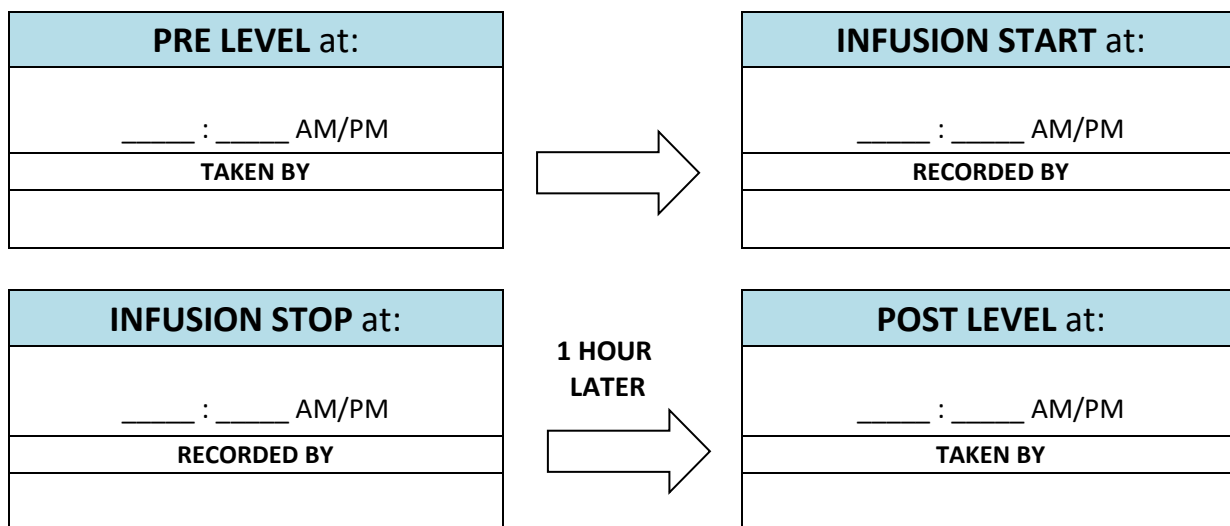 PRE LEVEL at:
_____ : _____ AM/PM
TAKEN BY
INFUSION START at:
_____ : _____ AM/PM
RECORDED BY
INFUSION STOP at:
_____ : _____ AM/PM
RECORDED BY
1 HOUR
LATER
POST LEVEL at:
_____ : _____ AM/PM
TAKEN BY